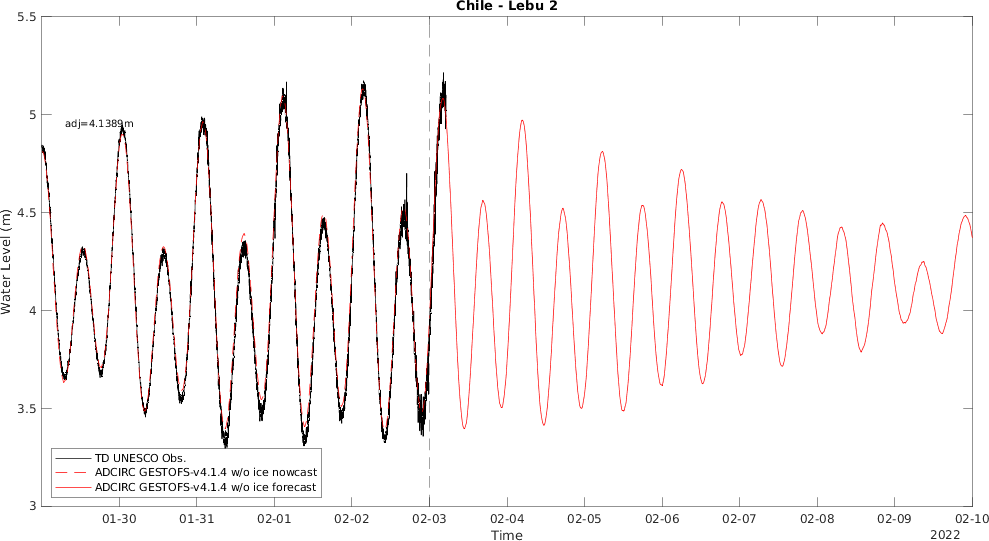 Chile - Lebu 2
5.5
5
4.5
4
3.5
3
Water Level (m)
adj=4.1389m
TD UNESCO Obs.
ADCIRC GESTOFS-v4.1.4 w/o ice nowcast
ADCIRC GESTOFS-v4.1.4 w/o ice forecast
01-30 01-31 02-01 02-02 02-03 02-04 02-05 02-06 02-07 02-08 02-09 02-10
Time
2022